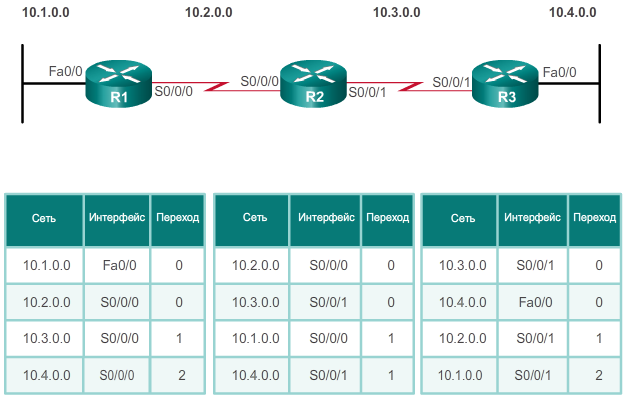 10.1.0.0 10.2.0.0 10.3.0.0 10.4.0.0
Fa0/0 R1 S0/0/0 S0/0/0 R2 S0/0/1 S0/0/1 R3 Fa0/0
Сеть Интерфейс Переход Сеть Интерфейс Переход Сеть Интерфейс Переход
10.1.0.0 Fa0/0 0 10.2.0.0 S0/0/0 0 10.3.0.0 S0/0/1 0
10.2.0.0 S0/0/0 0 10.3.0.0 S0/0/1 0 10.4.0.0 Fa0/0 0
10.3.0.0 S0/0/0 1 10.1.0.0 S0/0/0 1 10.2.0.0 S0/0/1 1
10.4.0.0 S0/0/0 2 10.4.0.0 S0/0/1 1 10.1.0.0 S0/0/1 2